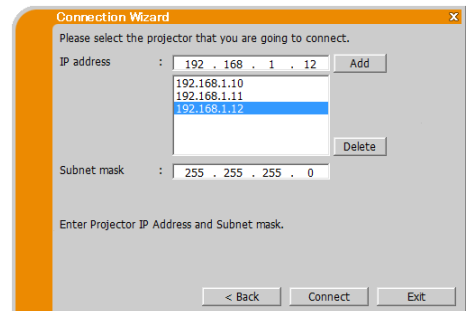 Connection Wizard x
Please select the projector that you are going to connect.
IP address : 192 . 168 . 1 . 12 Add
192.168.1.10
192.168.1.11
192.168.1.12
Delete
Subnet mask : 255 . 255 . 255 . 0
Enter Projector IP Address and Subnet mask.
< Back Connect Exit